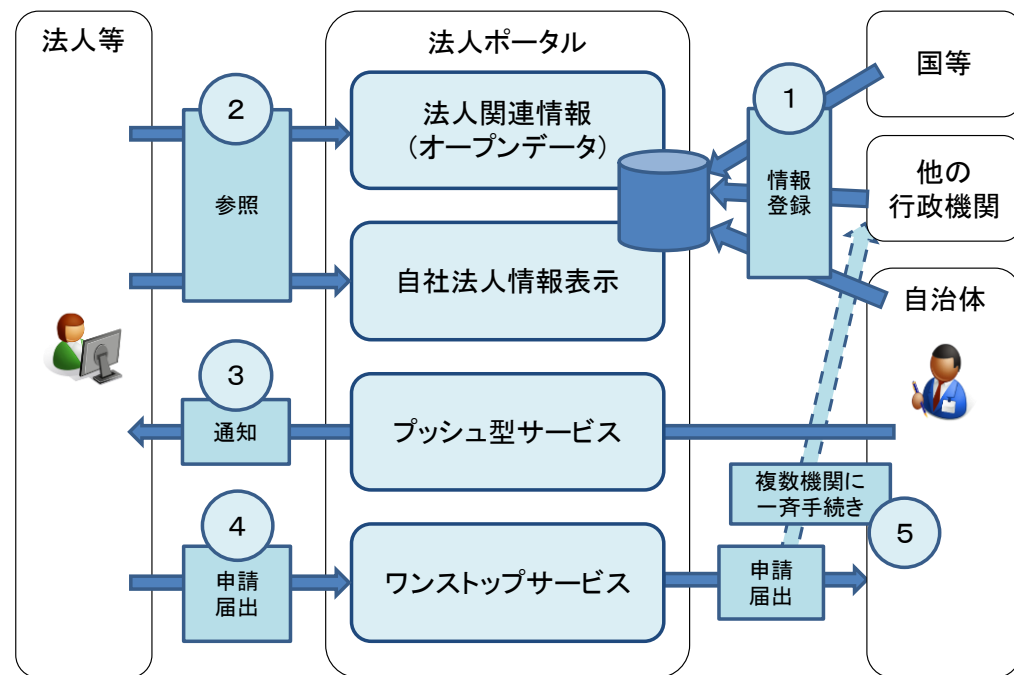 法人等
法人ポータル
国等
1
2
法人関連情報
（オープンデータ）
情報
登録
他の
行政機関
参照
自社法人情報表示
自治体
3
通知
プッシュ型サービス
複数機関に
一斉手続き
4
5
申請
届出
ワンストップサービス
申請
届出